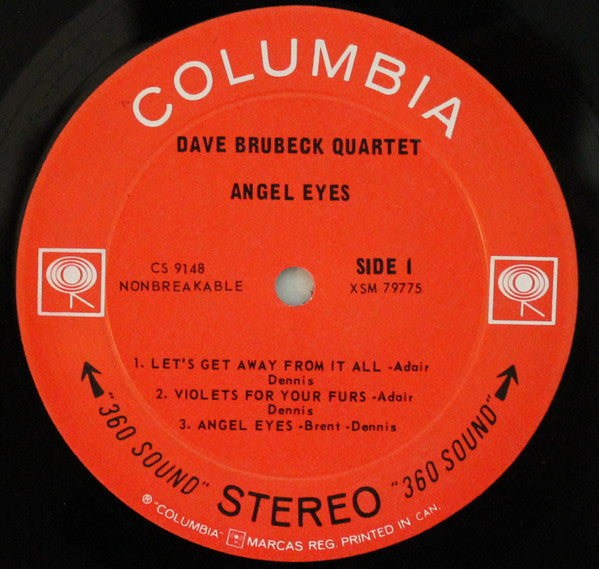 COLUMBIA
DAVE BRUBECK QUARTET
ANGEL EYES
CS 9148
NONBREAKABLE
SIDE 1
XSM 79775
1. LET'S GET AWAY FROM IT ALL -Adair
Dennis
2. VIOLETS FOR YOUR FURS -Adair
Dennis
3. ANGEL EYES -Brent -Dennis
"360 SOUND" STEREO "360 SOUND"
® "COLUMBIA" MARCAS REG. PRINTED IN CAN.